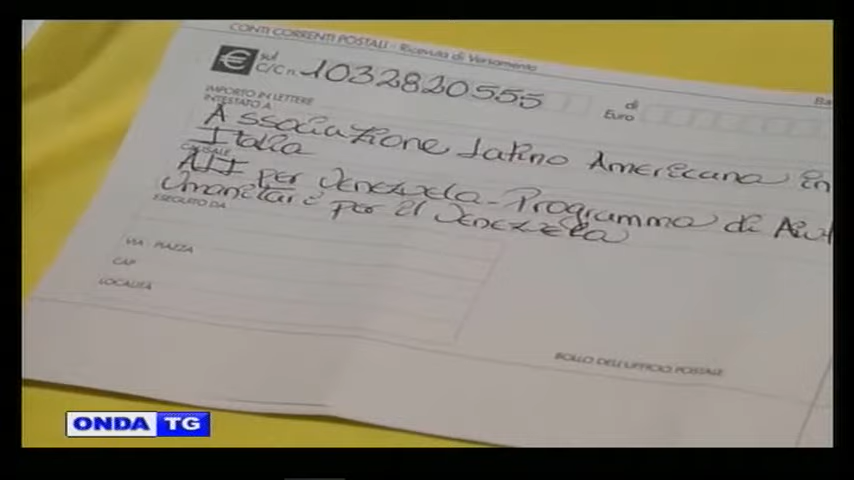 CONTI CORRENTI POSTALI - Ricevuta di Versamento
€ sul C/C n. 1032820555 di Euro
IMPORTO IN LETTERE
INTESTATO A
Associazione Latino Americana in
Italia
CAUSALE
per Venezuela - Programma di
Umanitari e per il Venezuela
ESEGUITO DA
VIA - PIAZZA
CAP
LOCALITÀ
BOLLO DELL'UFFICIO POSTALE
ONDA TG